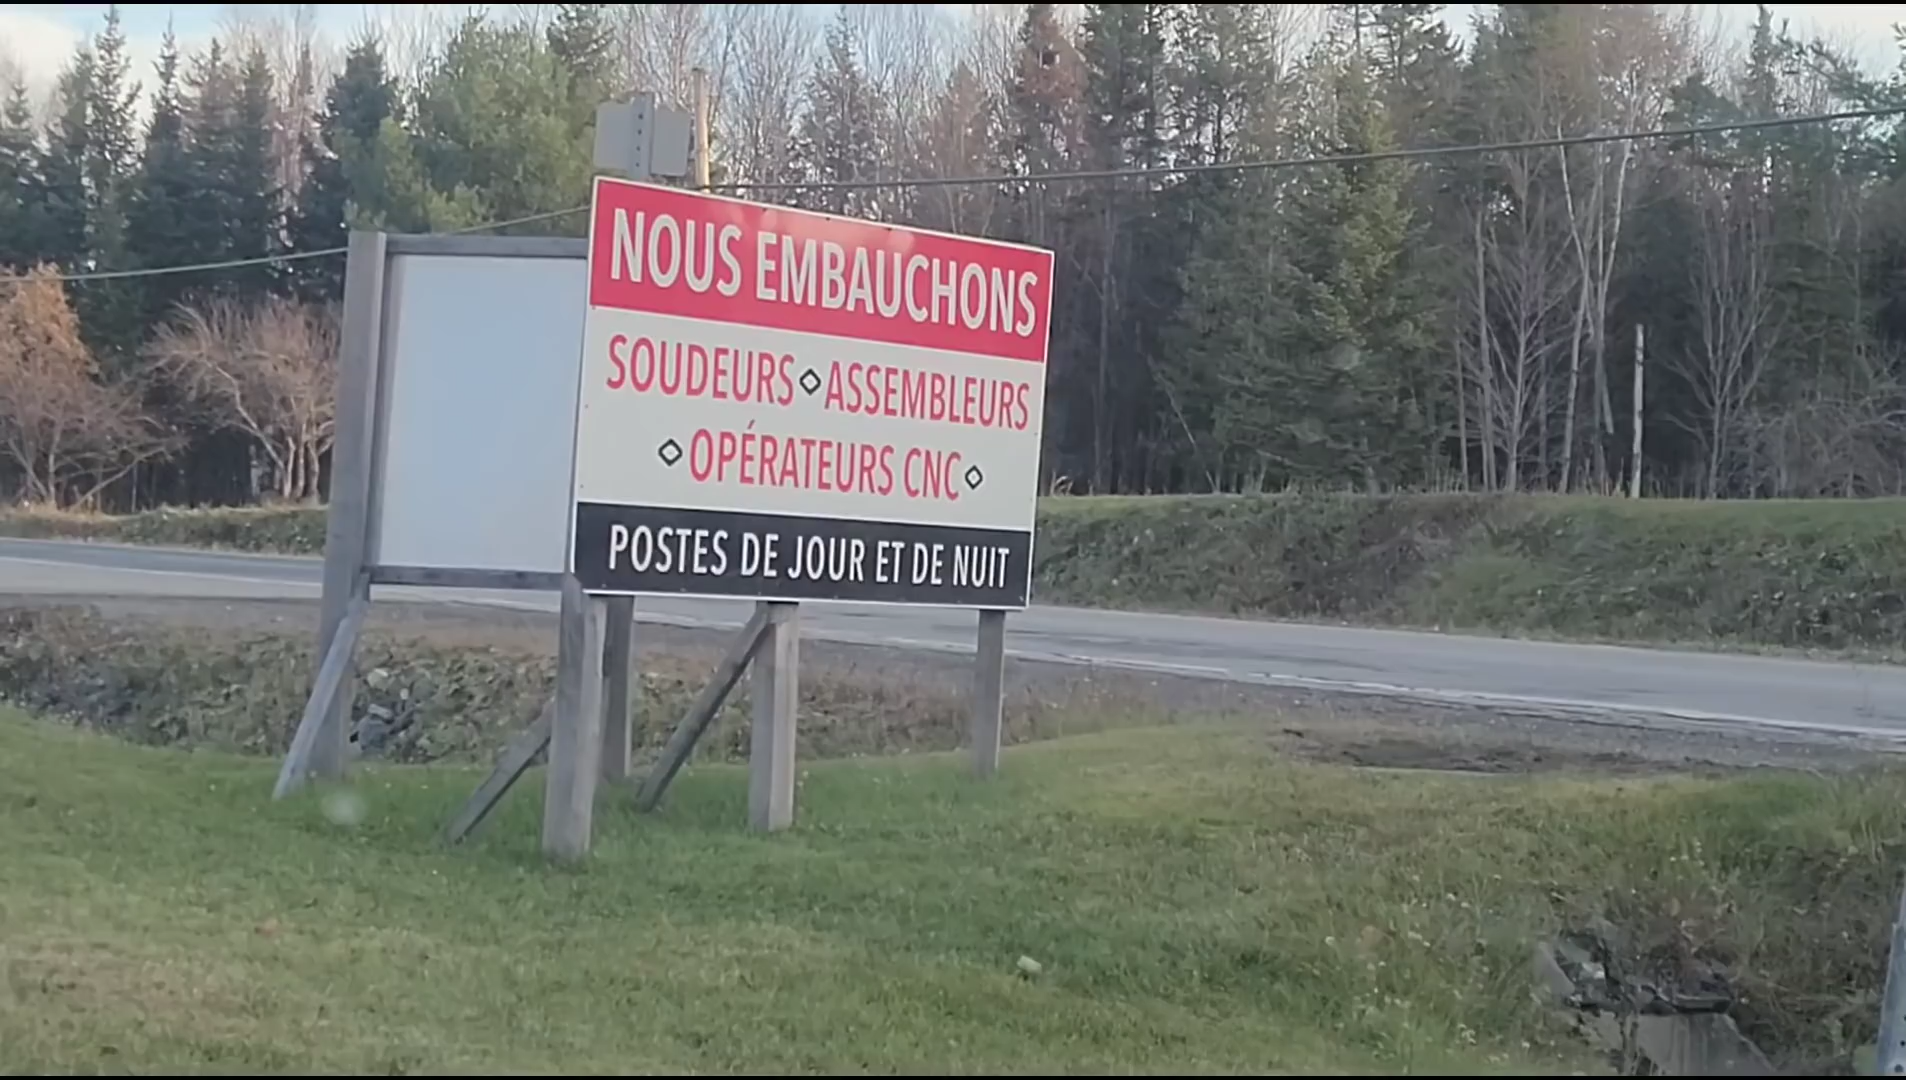 NOUS EMBAUCHONS
SOUDEURS ◇ ASSEMBLEURS
◇ OPÉRATEURS CNC ◇
POSTES DE JOUR ET DE NUIT